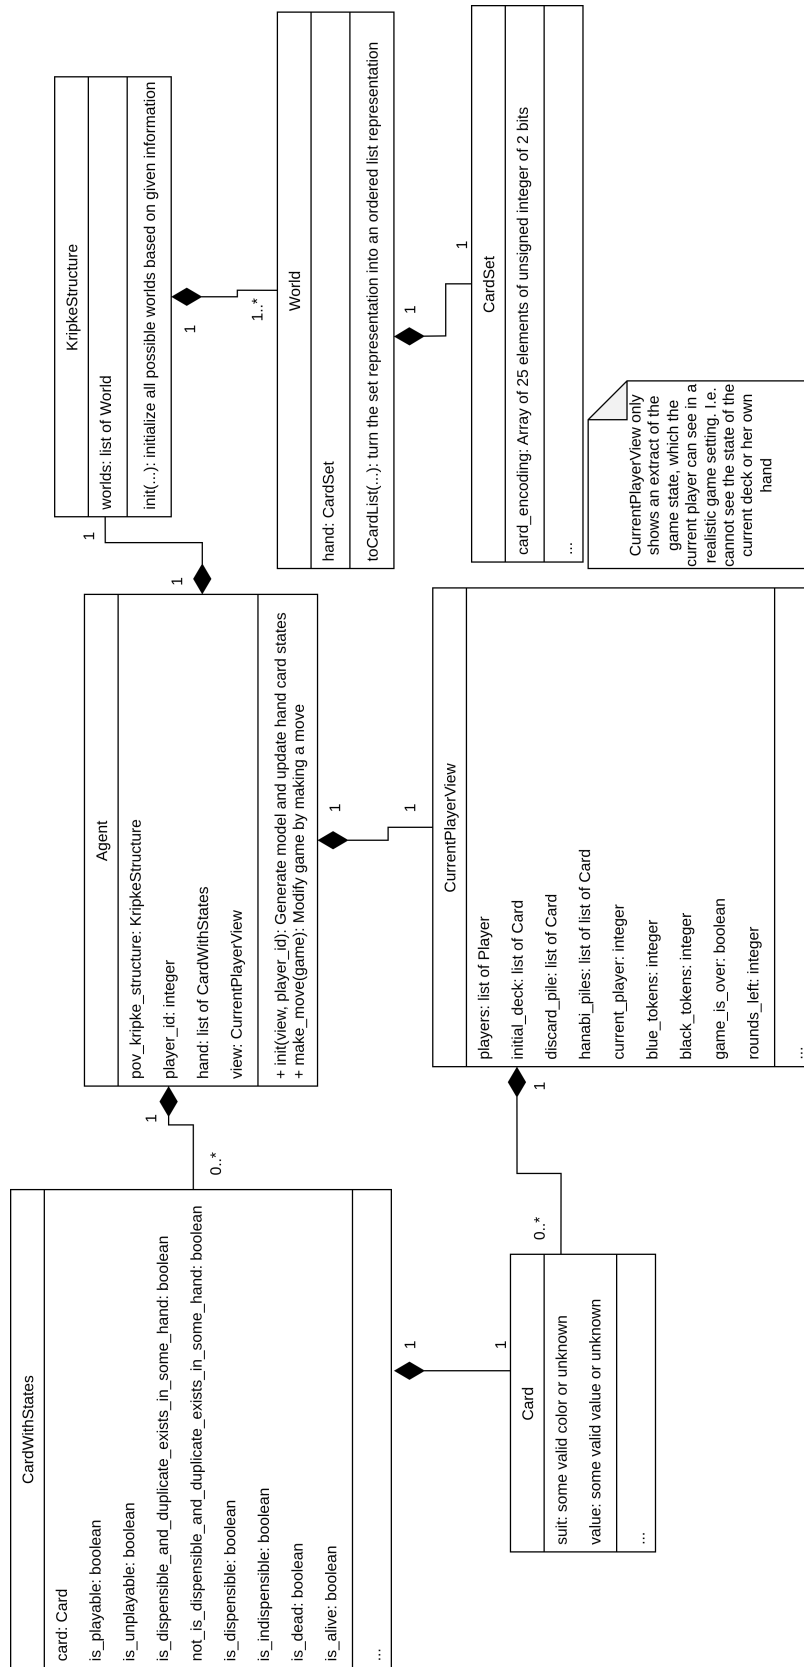 CardWithStates
card: Card
is_playable: boolean
is_unplayable: boolean
is_dispensible_and_duplicate_exists_in_some_hand: boolean
not_is_dispensible_and_duplicate_exists_in_some_hand: boolean
is_dispensible: boolean
is_indispensible: boolean
is_dead: boolean
is_alive: boolean
...
1
0..*
1
1
Card
suit: some valid color or unknown
value: some valid value or unknown
...
Agent
pov_kripke_structure: KripkeStructure
player_id: integer
hand: list of CardWithStates
view: CurrentPlayerView
+ init(view, player_id): Generate model and update hand card states
+ make_move(game): Modify game by making a move
1
1
1
1
CurrentPlayerView
players: list of Player
initial_deck: list of Card
discard_pile: list of Card
hanabi_piles: list of list of Card
current_player: integer
blue_tokens: integer
black_tokens: integer
game_is_over: boolean
rounds_left: integer
...
1
0..*
KripkeStructure
worlds: list of World
init(...): initialize all possible worlds based on given information
1
1..*
World
hand: CardSet
toCardList(...): turn the set representation into an ordered list representation
1
1
CardSet
card_encoding: Array of 25 elements of unsigned integer of 2 bits
...
CurrentPlayerView only
shows an extract of the
game state, which the
current player can see in a
realistic game setting. I.e.
cannot see the state of the
current deck or her own
hand